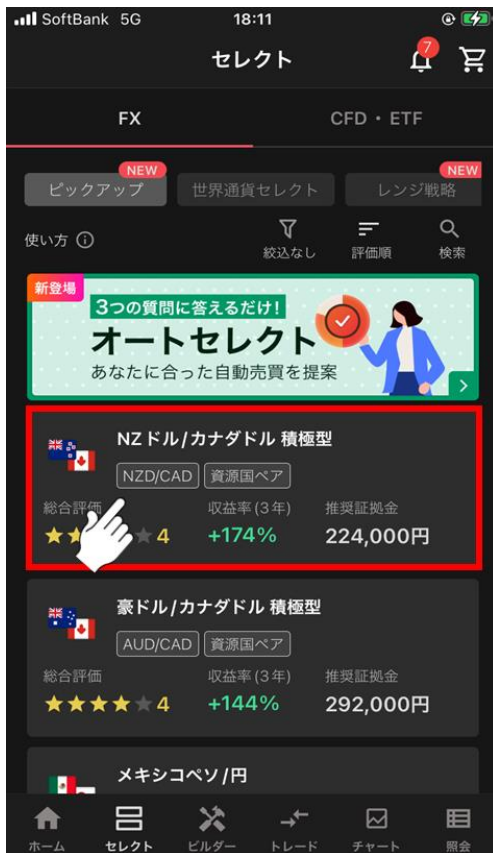 SoftBank 5G 18:11
セレクト 7
FX CFD・ETF
NEW NEW
ピックアップ 世界通貨セレクト レンジ戦略
使い方 絞込なし 評価順 検索
新登場
3つの質問に答えるだけ!
オートセレクト
あなたに合った自動売買を提案
NZドル/カナダドル 積極型
NZD/CAD 資源国ペア
総合評価 収益率(3年) 推奨証拠金
4 +174% 224,000円
豪ドル/カナダドル 積極型
AUD/CAD 資源国ペア
総合評価 収益率(3年) 推奨証拠金
4 +144% 292,000円
メキシコペソ/円
ホーム セレクト ビルダー トレード チャート 照会